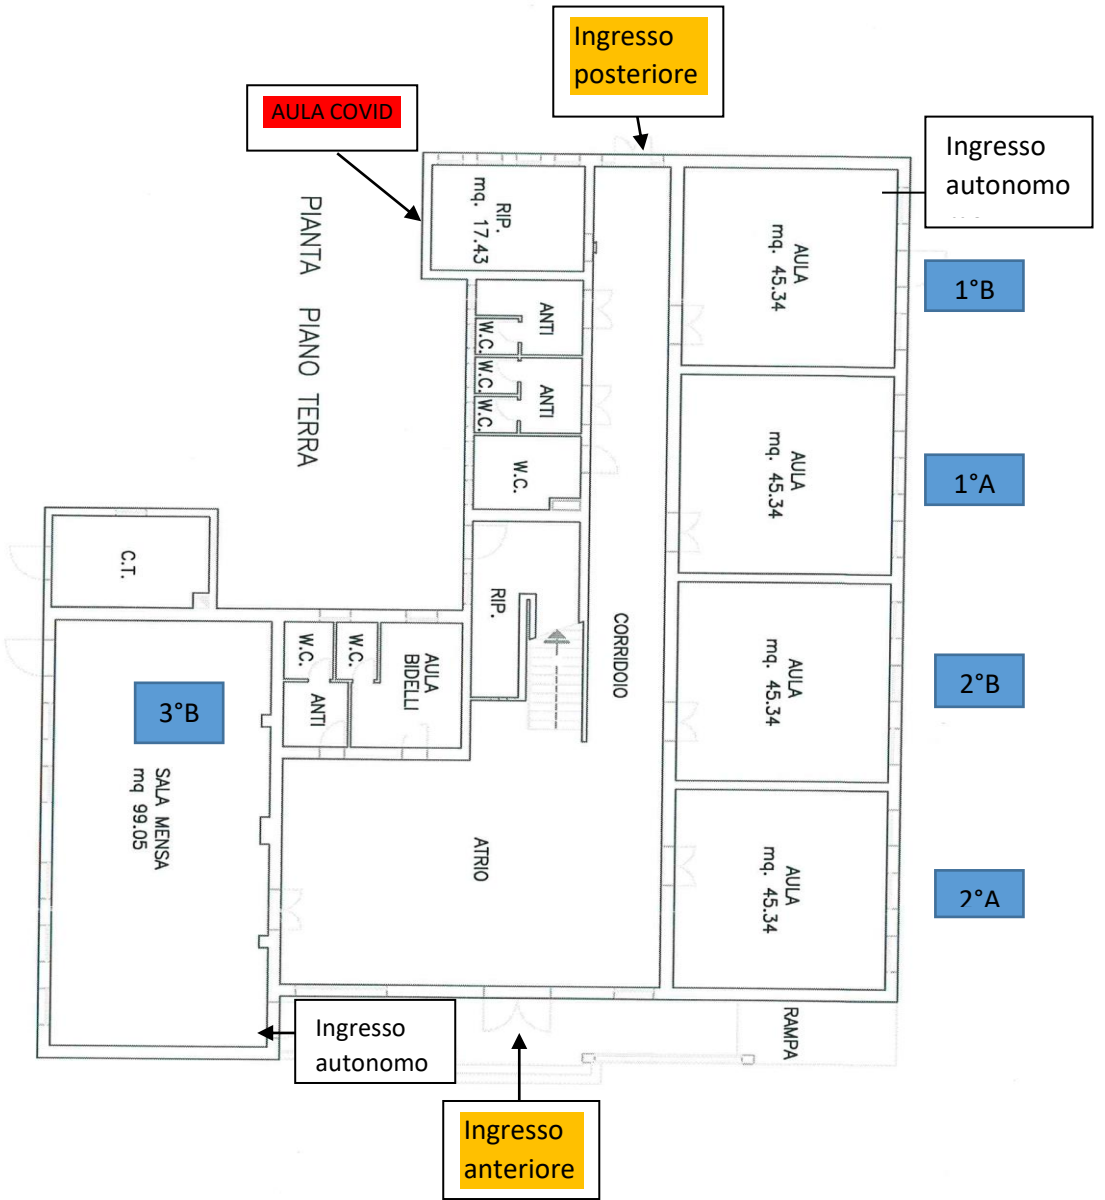 Ingresso
posteriore
AULA COVID
Ingresso
autonomo
RIP.
mq. 17.43
AULA
mq. 45.34
1°B
PIANTA PIANO TERRA
ANTI
W.C.
W.C.
ANTI
W.C.
W.C.
AULA
mq. 45.34
1°A
C.T.
RIP.
CORRIDOIO
AULA
mq. 45.34
2°B
W.C.
W.C.
AULA
BIDELLI
ANTI
3°B
SALA MENSA
mq 99.05
ATRIO
AULA
mq. 45.34
2°A
RAMPA
Ingresso
autonomo
Ingresso
anteriore